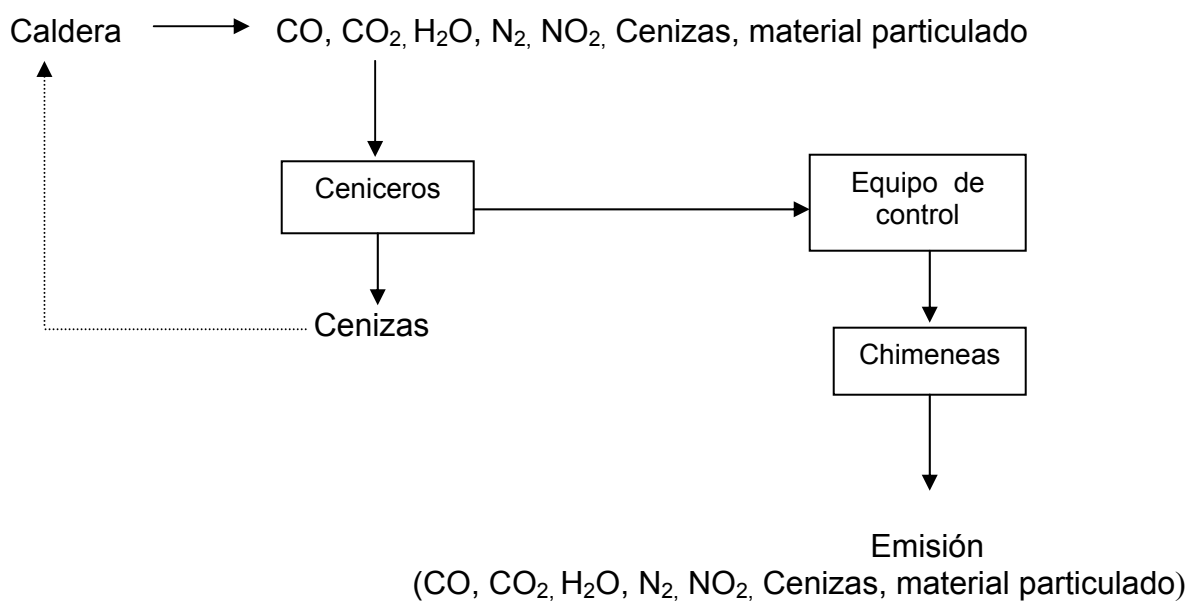 Caldera
CO, CO₂, H₂O, N₂, NO₂, Cenizas, material particulado
Ceniceros
Equipo de
control
Cenizas
Chimeneas
Emisión
(CO, CO₂, H₂O, N₂, NO₂, Cenizas, material particulado)